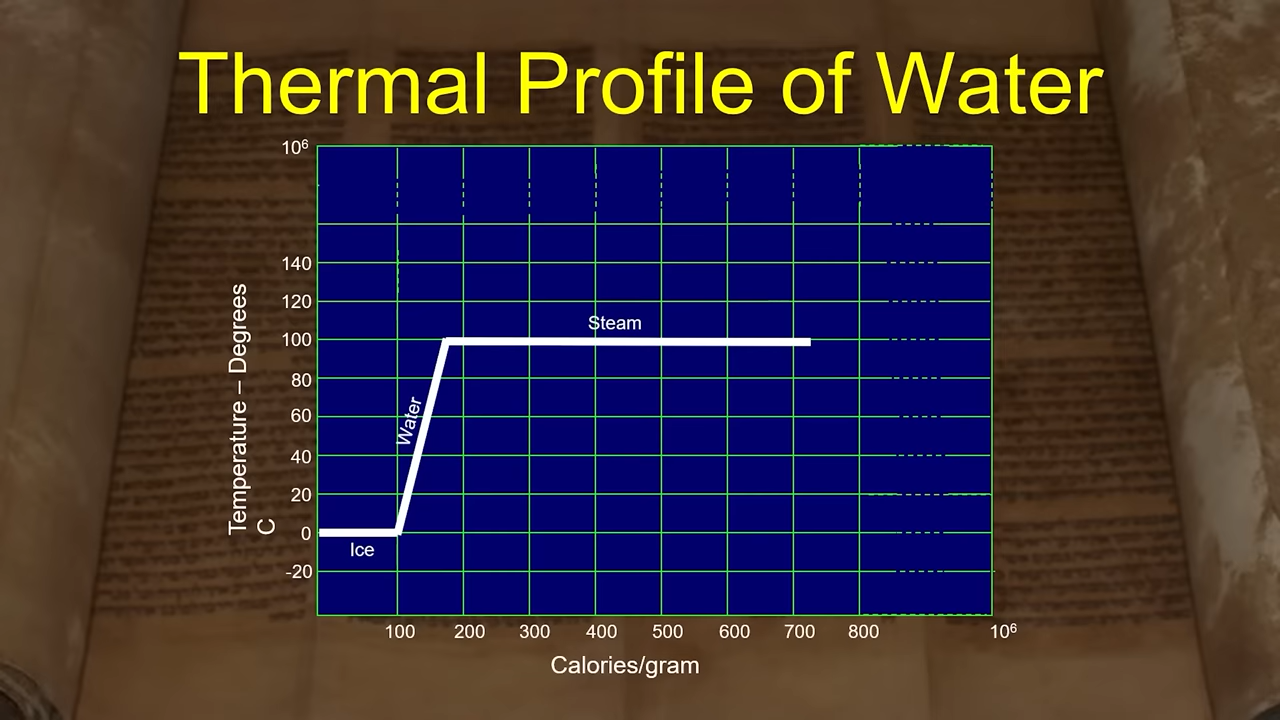 Thermal Profile of Water
10⁶
140
120
100
80
60
40
20
0
-20
Temperature – Degrees
C
Steam
Water
Ice
100 200 300 400 500 600 700 800 10⁶
Calories/gram